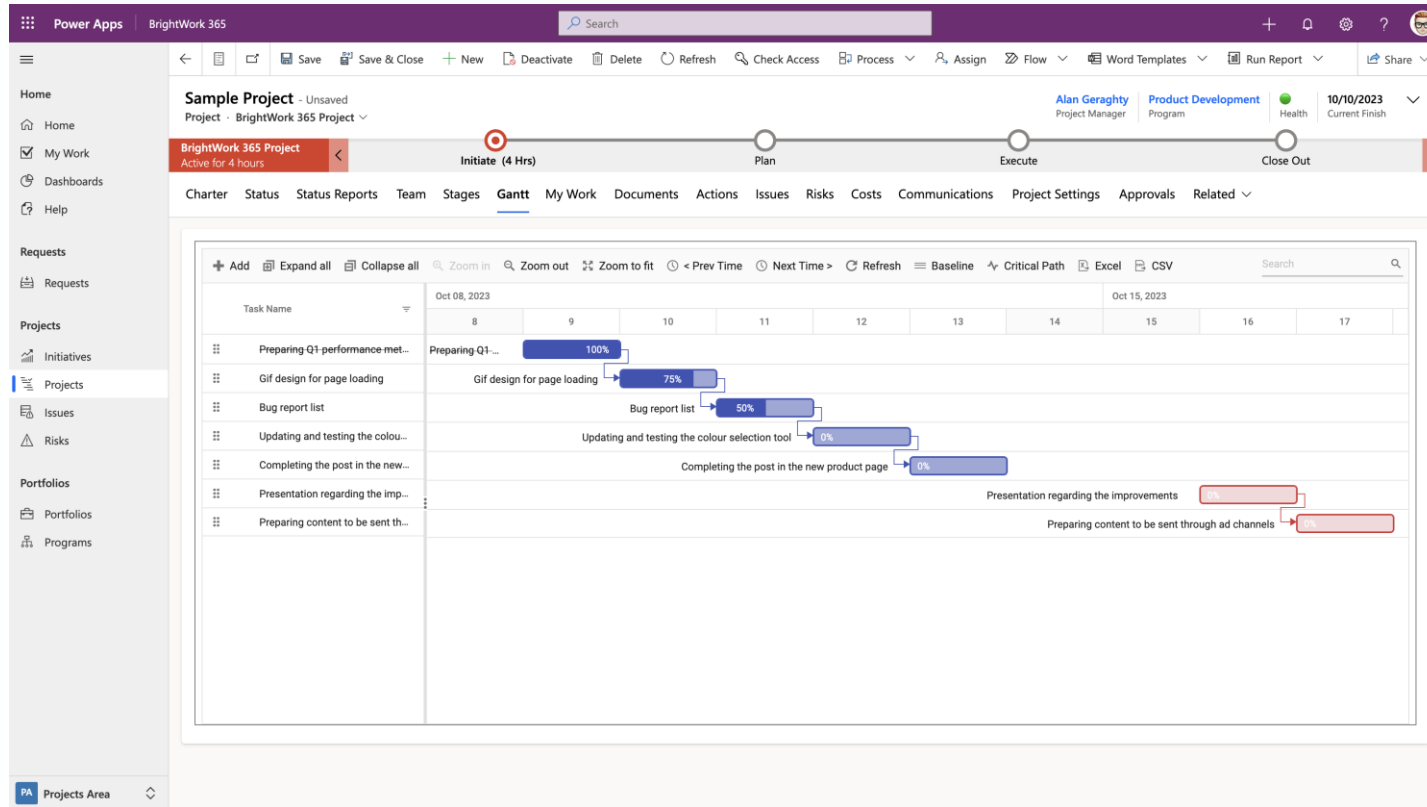 Power Apps BrightWork 365 Search
Save Save & Close New Deactivate Delete Refresh Check Access Process Assign Flow Word Templates Run Report Share
Home
Home
My Work
Dashboards
Help
Requests
Requests
Projects
Initiatives
Projects
Issues
Risks
Portfolios
Portfolios
Programs
PA Projects Area
Sample Project - Unsaved
Project · BrightWork 365 Project
Alan Geraghty Product Development 10/10/2023
Project Manager Program Health Current Finish
BrightWork 365 Project
Active for 4 hours
Initiate (4 Hrs) Plan Execute Close Out
Charter Status Status Reports Team Stages Gantt My Work Documents Actions Issues Risks Costs Communications Project Settings Approvals Related
Add Expand all Collapse all Zoom in Zoom out Zoom to fit < Prev Time Next Time > Refresh Baseline Critical Path Excel CSV Search
Task Name Oct 08, 2023 Oct 15, 2023
8 9 10 11 12 13 14 15 16 17
Preparing Q1 performance met... Preparing Q1 ... 100%
Gif design for page loading Gif design for page loading 75%
Bug report list Bug report list 50%
Updating and testing the colou... Updating and testing the colour selection tool 0%
Completing the post in the new... Completing the post in the new product page 0%
Presentation regarding the imp... Presentation regarding the improvements 0%
Preparing content to be sent th... Preparing content to be sent through ad channels 0%